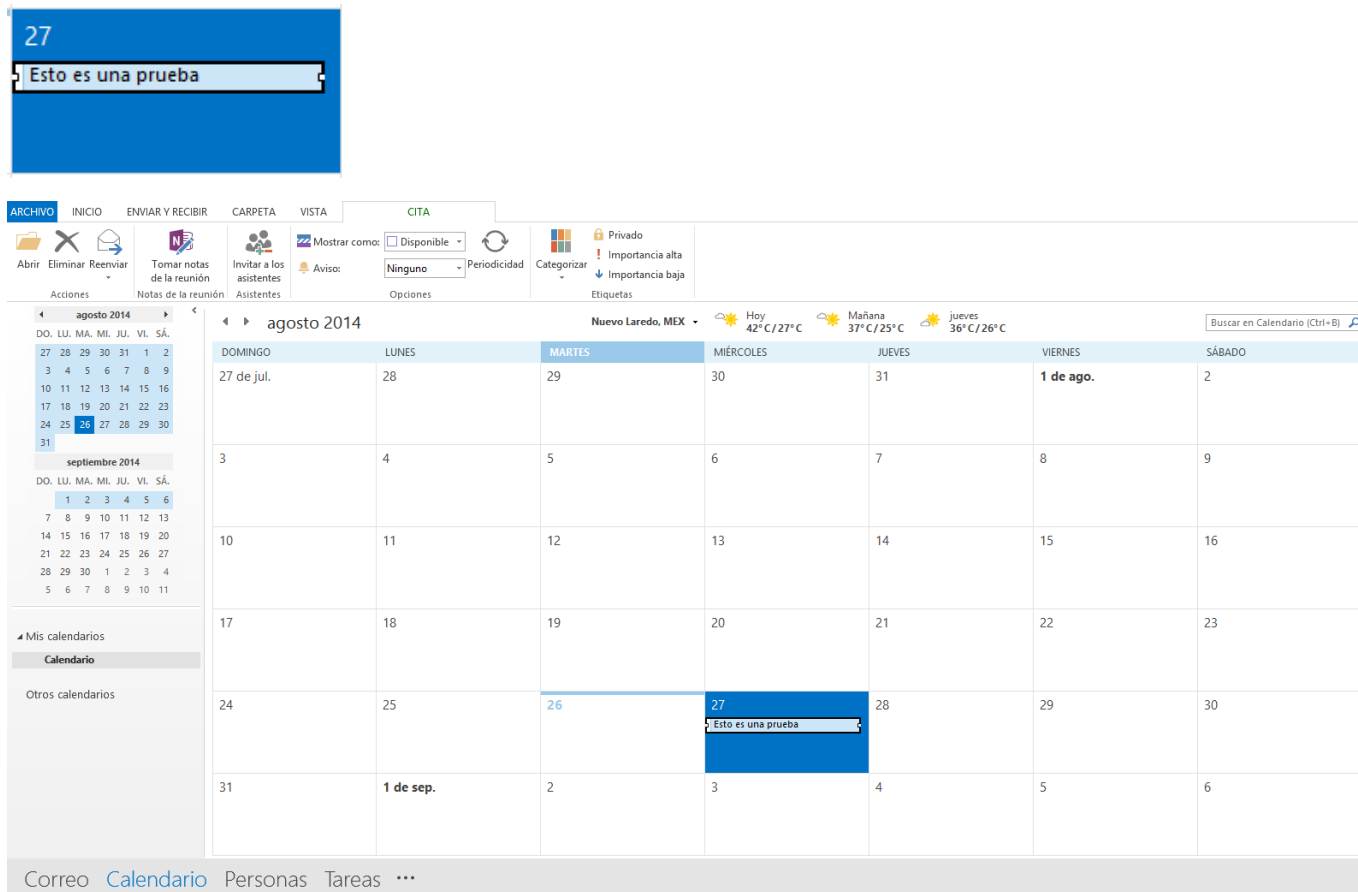 27
Esto es una prueba
ARCHIVO INICIO ENVIAR Y RECIBIR CARPETA VISTA CITA
Abrir Eliminar Reenviar Tomar notas de la reunión Invitar a los asistentes Mostrar como: Disponible Aviso: Ninguno Periodicidad Categorizar Privado Importancia alta Importancia baja
Acciones Notas de la reunión Asistentes Opciones Etiquetas
agosto 2014
DO. LU. MA. MI. JU. VI. SÁ.
27 28 29 30 31 1 2
3 4 5 6 7 8 9
10 11 12 13 14 15 16
17 18 19 20 21 22 23
24 25 26 27 28 29 30
31
septiembre 2014
DO. LU. MA. MI. JU. VI. SÁ.
1 2 3 4 5 6
7 8 9 10 11 12 13
14 15 16 17 18 19 20
21 22 23 24 25 26 27
28 29 30 1 2 3 4
5 6 7 8 9 10 11
Mis calendarios
Calendario
Otros calendarios
agosto 2014 Nuevo Laredo, MEX Hoy 42°C/27°C Mañana 37°C/25°C jueves 36°C/26°C Buscar en Calendario (Ctrl+B)
DOMINGO LUNES MARTES MIÉRCOLES JUEVES VIERNES SÁBADO
27 de jul. 28 29 30 31 1 de ago. 2
3 4 5 6 7 8 9
10 11 12 13 14 15 16
17 18 19 20 21 22 23
24 25 26 27 28 29 30
Esto es una prueba
31 1 de sep. 2 3 4 5 6
Correo Calendario Personas Tareas ···